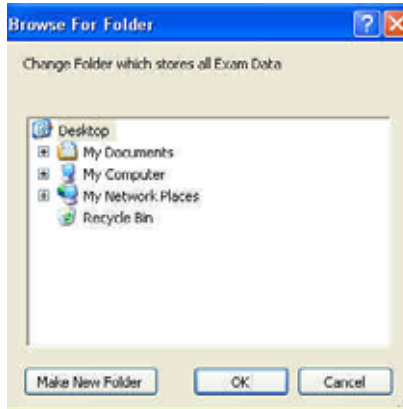 Browse For Folder
Change Folder which stores all Exam Data
Desktop
My Documents
My Computer
My Network Places
Recycle Bin
Make New Folder OK Cancel